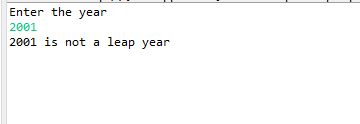 Enter the year
2001
2001 is not a leap year